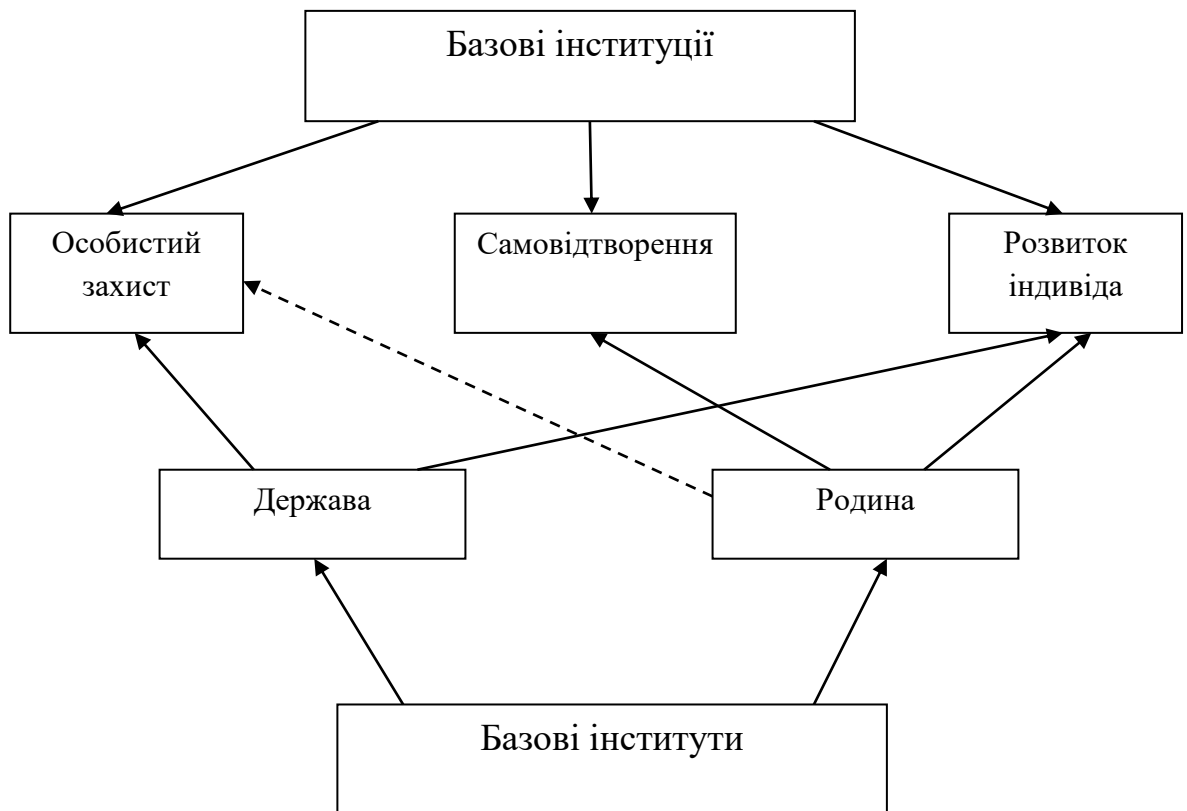 Базові інституції
Особистий
захист
Самовідтворення
Розвиток
індивіда
Держава
Родина
Базові інститути